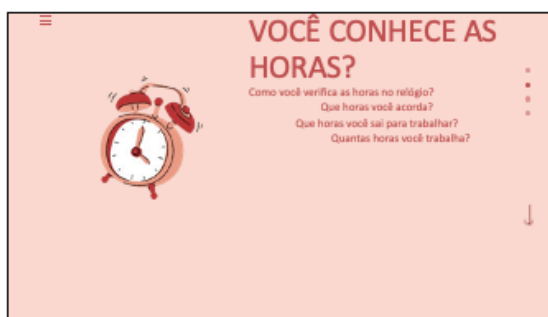 VOCÊ CONHECE AS
HORAS?
Como você verifica as horas no relógio?
Que horas você acorda?
Que horas você sai para trabalhar?
Quantas horas você trabalha?